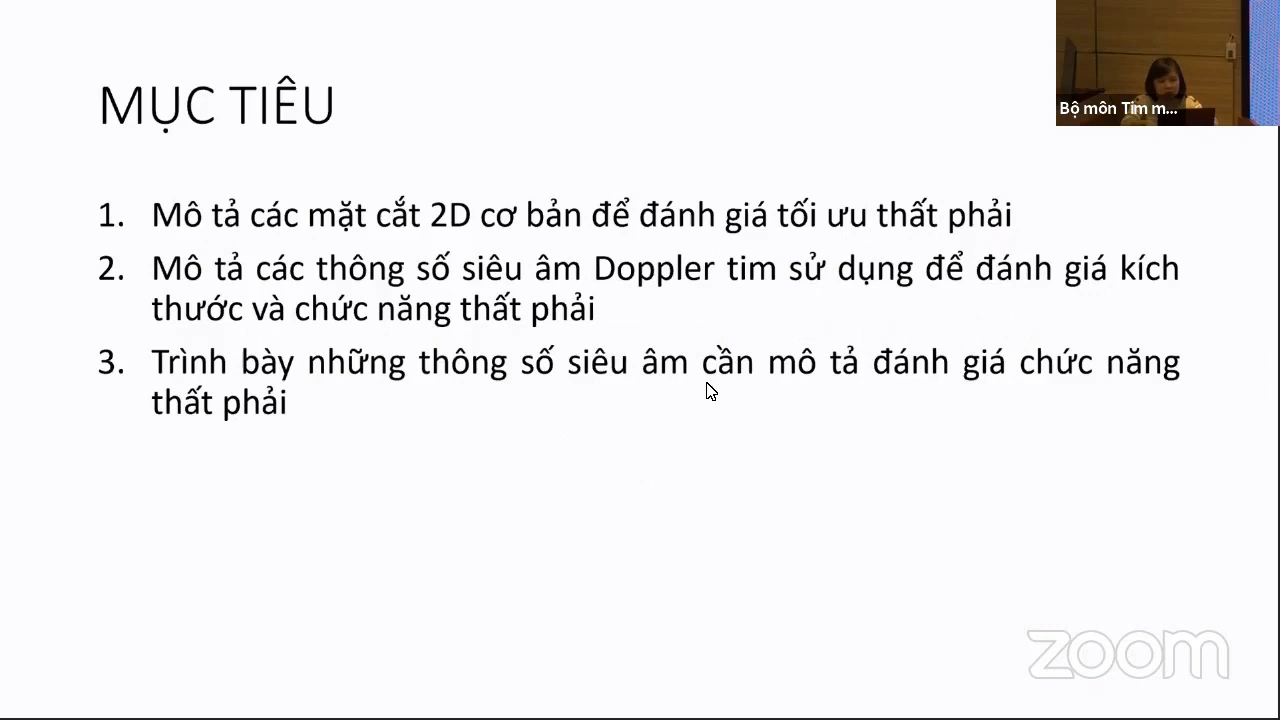 MỤC TIÊU
Bộ môn Tim m...
1. Mô tả các mặt cắt 2D cơ bản để đánh giá tối ưu thất phải
2. Mô tả các thông số siêu âm Doppler tim sử dụng để đánh giá kích
thước và chức năng thất phải
3. Trình bày những thông số siêu âm cần mô tả đánh giá chức năng
thất phải
zoom